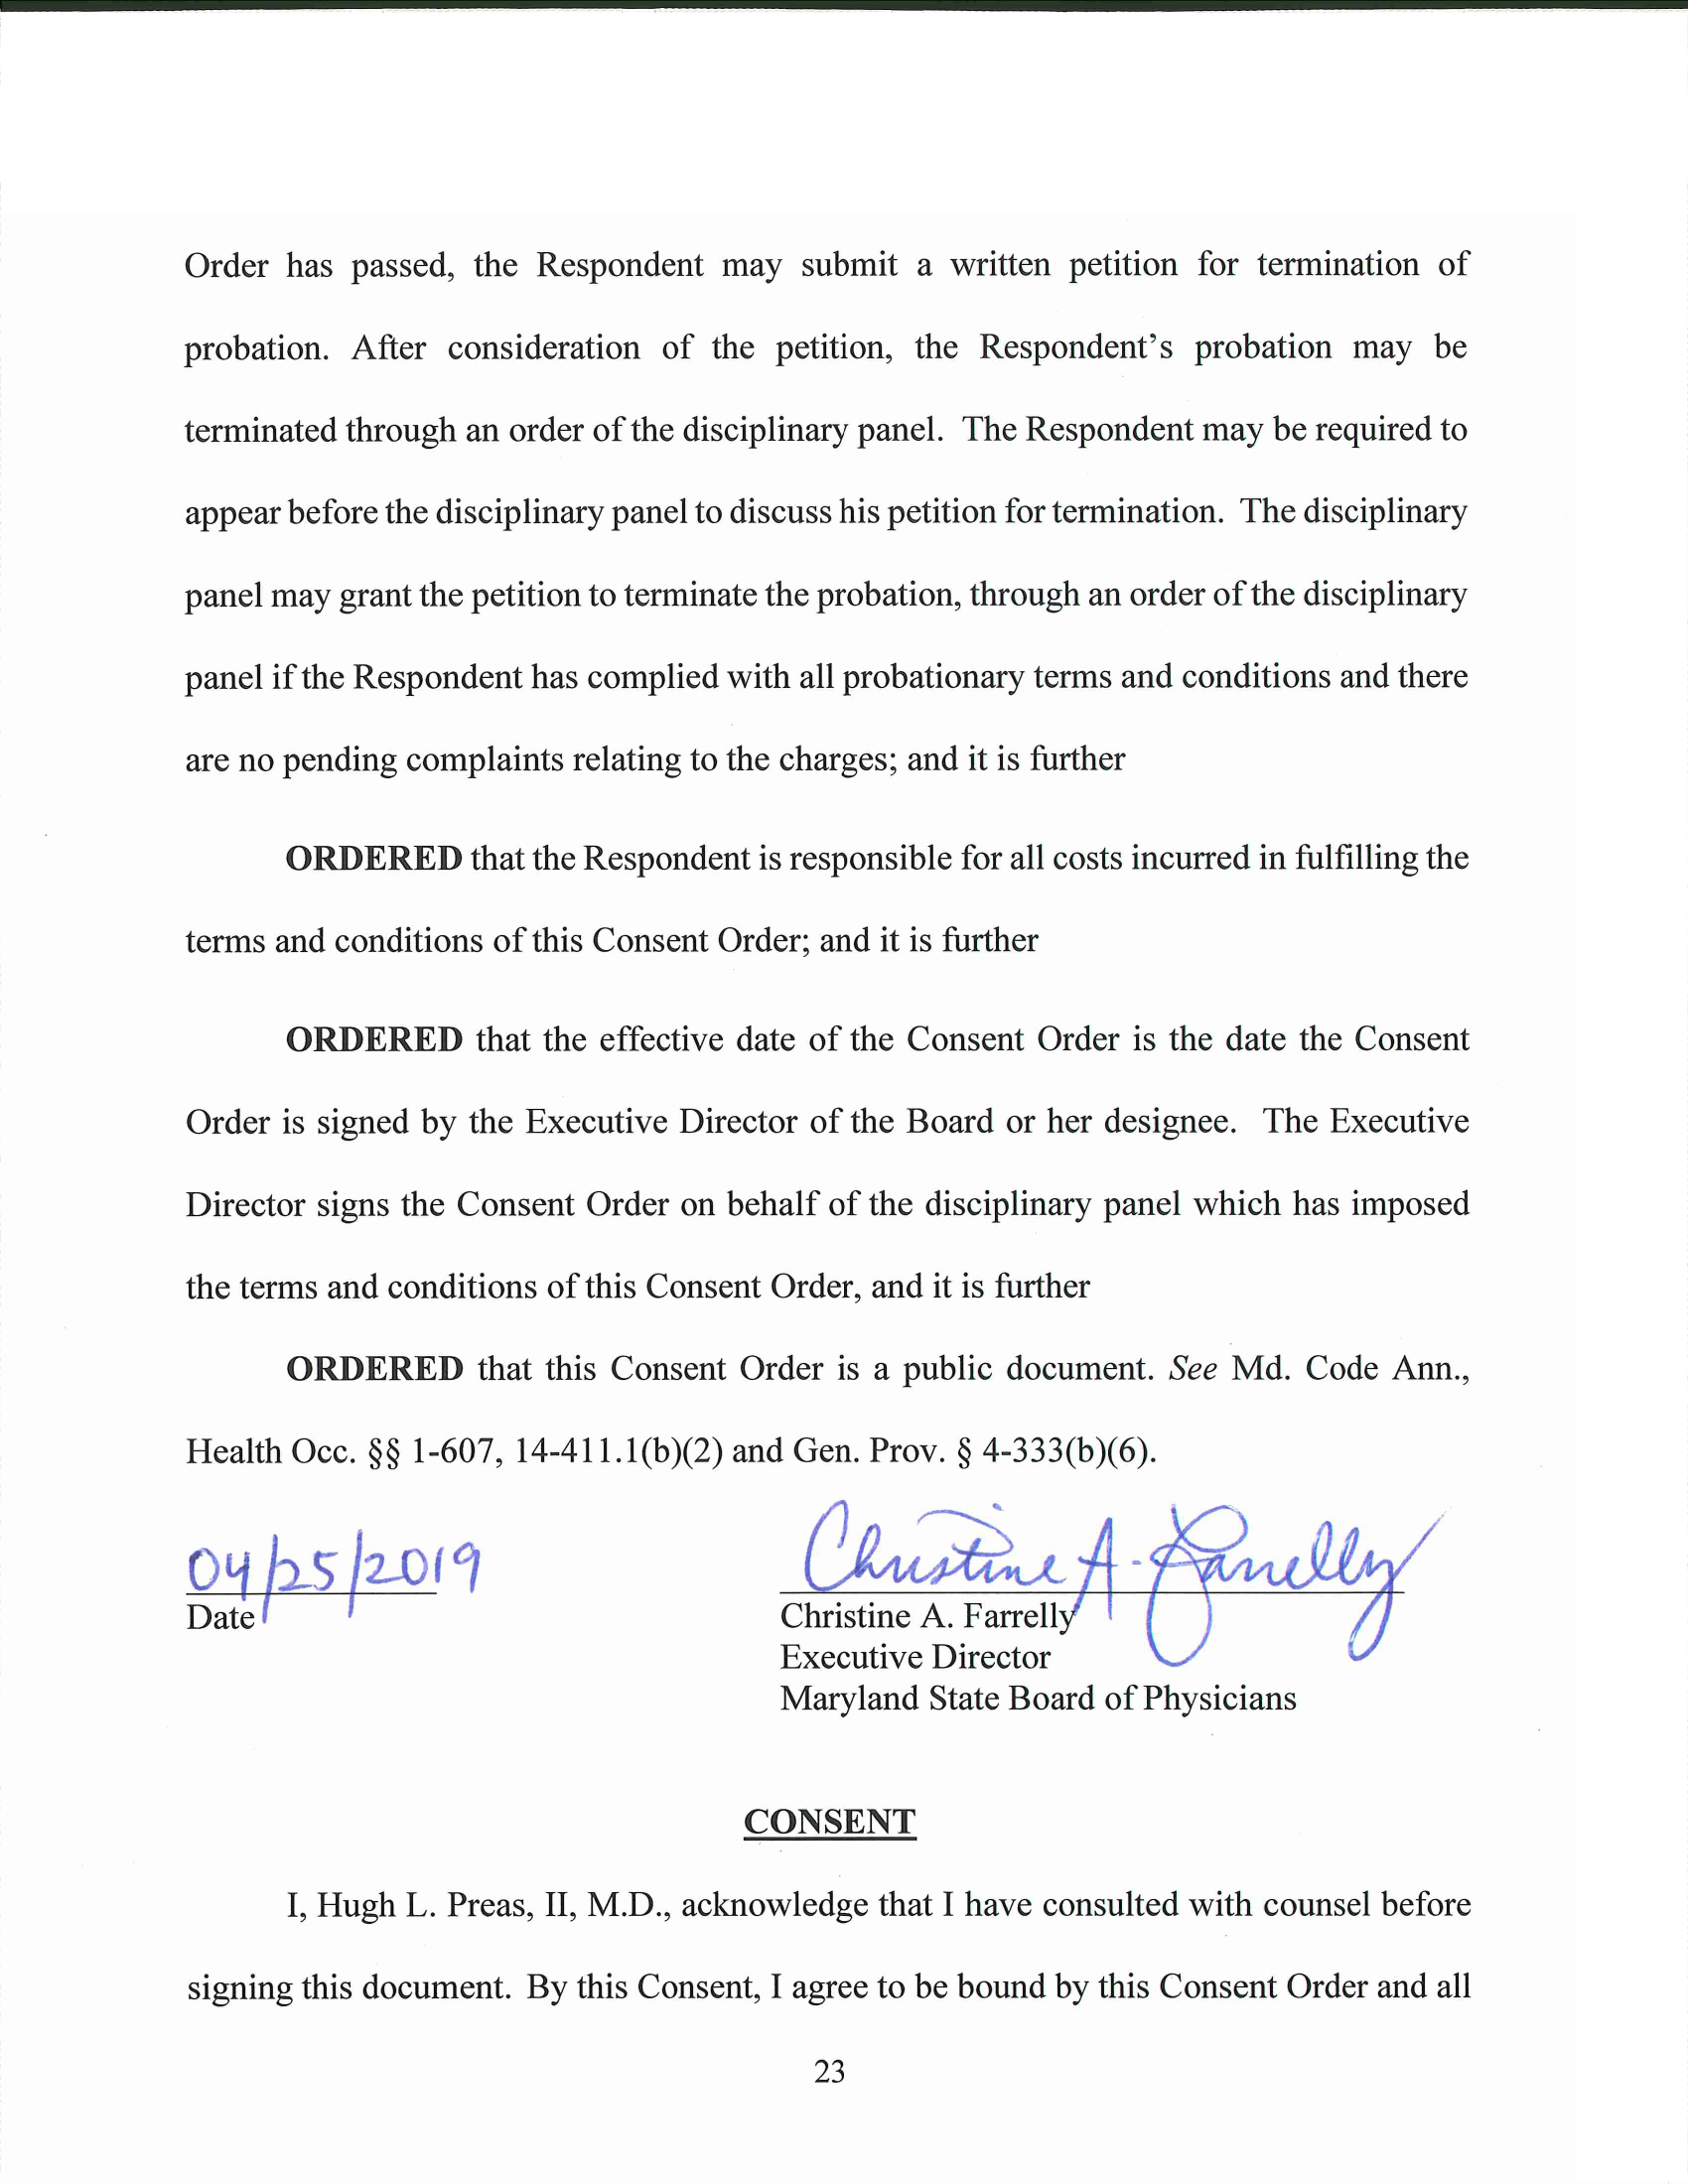 Order has passed, the Respondent may submit a written petition for termination of
probation. After consideration of the petition, the Respondent's probation may be
terminated through an order of the disciplinary panel. The Respondent may be required to
appear before the disciplinary panel to discuss his petition for termination. The disciplinary
panel may grant the petition to terminate the probation, through an order of the disciplinary
panel if the Respondent has complied with all probationary terms and conditions and there
are no pending complaints relating to the charges; and it is further
ORDERED that the Respondent is responsible for all costs incurred in fulfilling the
terms and conditions of this Consent Order; and it is further
ORDERED that the effective date of the Consent Order is the date the Consent
Order is signed by the Executive Director of the Board or her designee. The Executive
Director signs the Consent Order on behalf of the disciplinary panel which has imposed
the terms and conditions of this Consent Order, and it is further
ORDERED that this Consent Order is a public document. See Md. Code Ann.,
Health Occ. §§ 1-607, 14-411.1(b)(2) and Gen. Prov. § 4-333(b)(6).
04/25/2019
Date
Christine A. Farrelly
Christine A. Farrelly
Executive Director
Maryland State Board of Physicians
CONSENT
I, Hugh L. Preas, II, M.D., acknowledge that I have consulted with counsel before
signing this document. By this Consent, I agree to be bound by this Consent Order and all
23